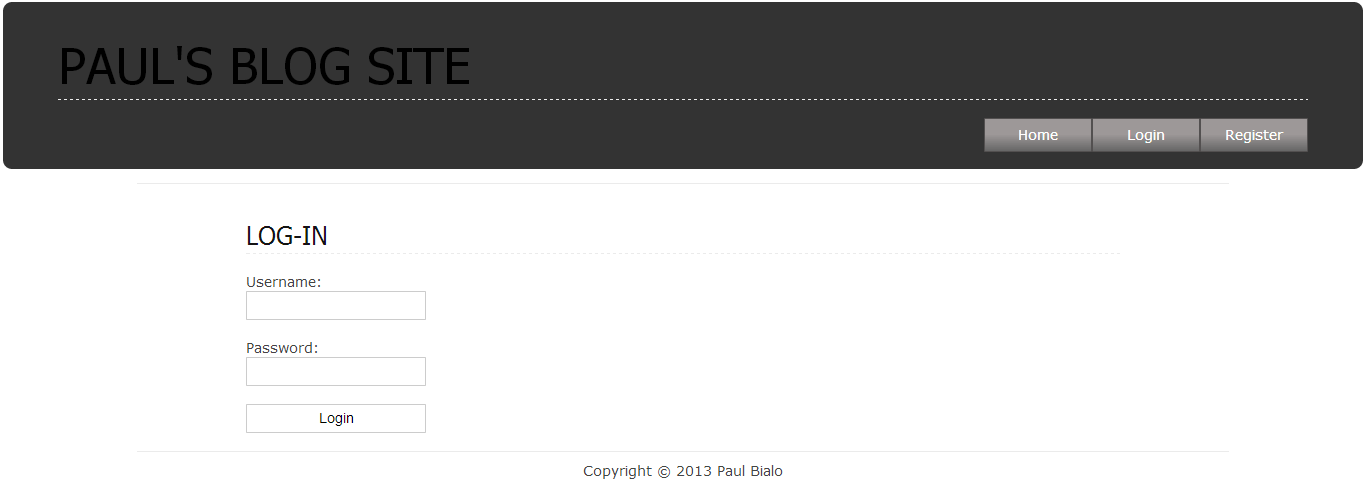 PAUL'S BLOG SITE
Home Login Register
LOG-IN
Username:
Password:
Login
Copyright © 2013 Paul Bialo